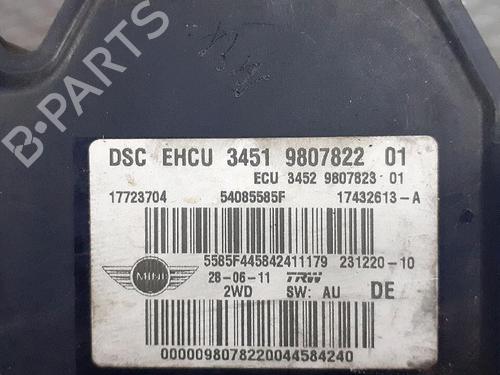 DSC EHCU 3451 9807822 01
ECU 3452 9807823 01
17723704 54085585F 17432613-A
5585F445842411179 231220-10
MINI
28-06-11 TRW
2WD SW: AU DE
00000980782200445842​40